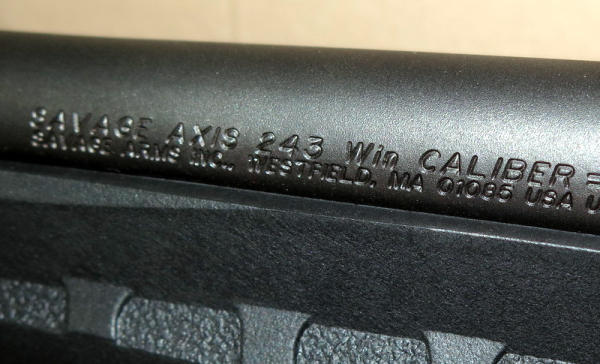 SAVAGE AXIS 243 Win CALIBER
SAVAGE ARMS INC., WESTFIELD, MA 01085 USA